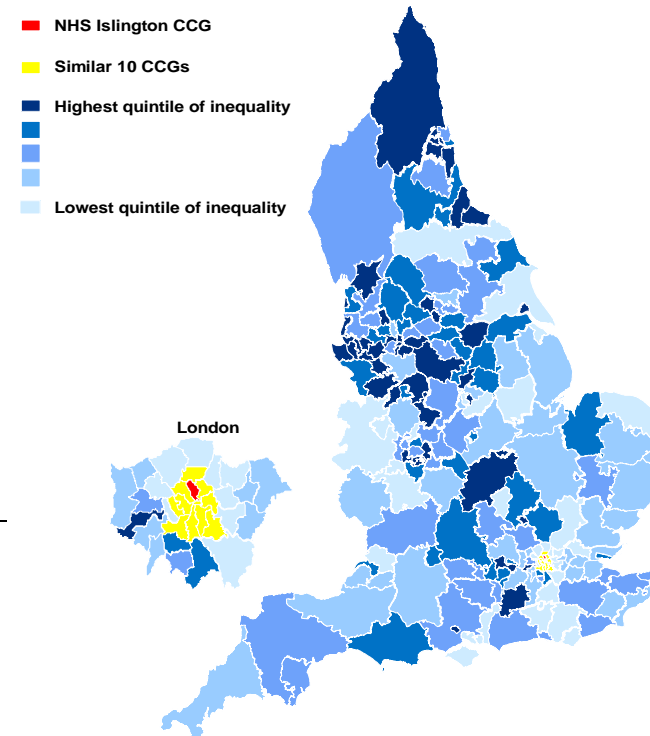 NHS Islington CCG
Similar 10 CCGs
Highest quintile of inequality
Lowest quintile of inequality
London